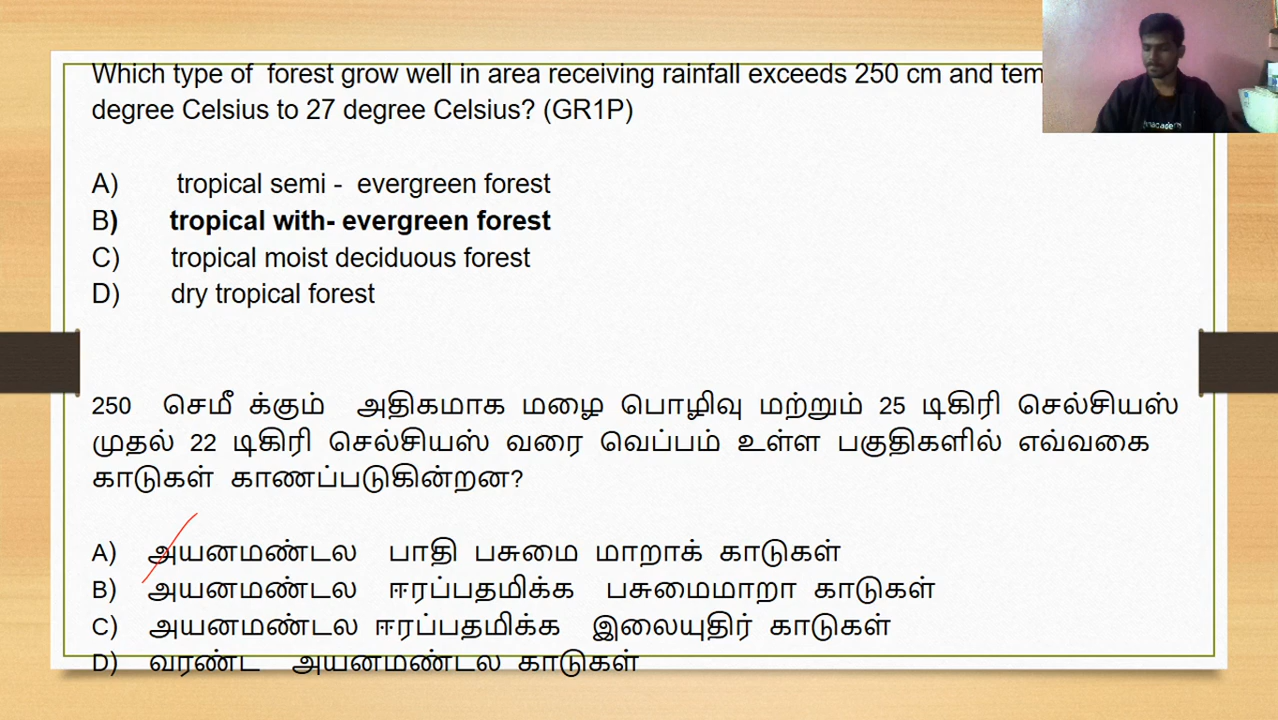 Which type of forest grow well in area receiving rainfall exceeds 250 cm and tem
degree Celsius to 27 degree Celsius? (GR1P)
A) tropical semi - evergreen forest
B) tropical with- evergreen forest
C) tropical moist deciduous forest
D) dry tropical forest
250 செமீ க்கும் அதிகமாக மழை பொழிவு மற்றும் 25 டிகிரி செல்சியஸ்
முதல் 22 டிகிரி செல்சியஸ் வரை வெப்பம் உள்ள பகுதிகளில் எவ்வகை
காடுகள் காணப்படுகின்றன?
A) அயனமண்டல பாதி பசுமை மாறாக் காடுகள்
B) அயனமண்டல ஈரப்பதமிக்க பசுமைமாறா காடுகள்
C) அயனமண்டல ஈரப்பதமிக்க இலையுதிர் காடுகள்
D) வரண்ட அயனமண்டல காடுகள்